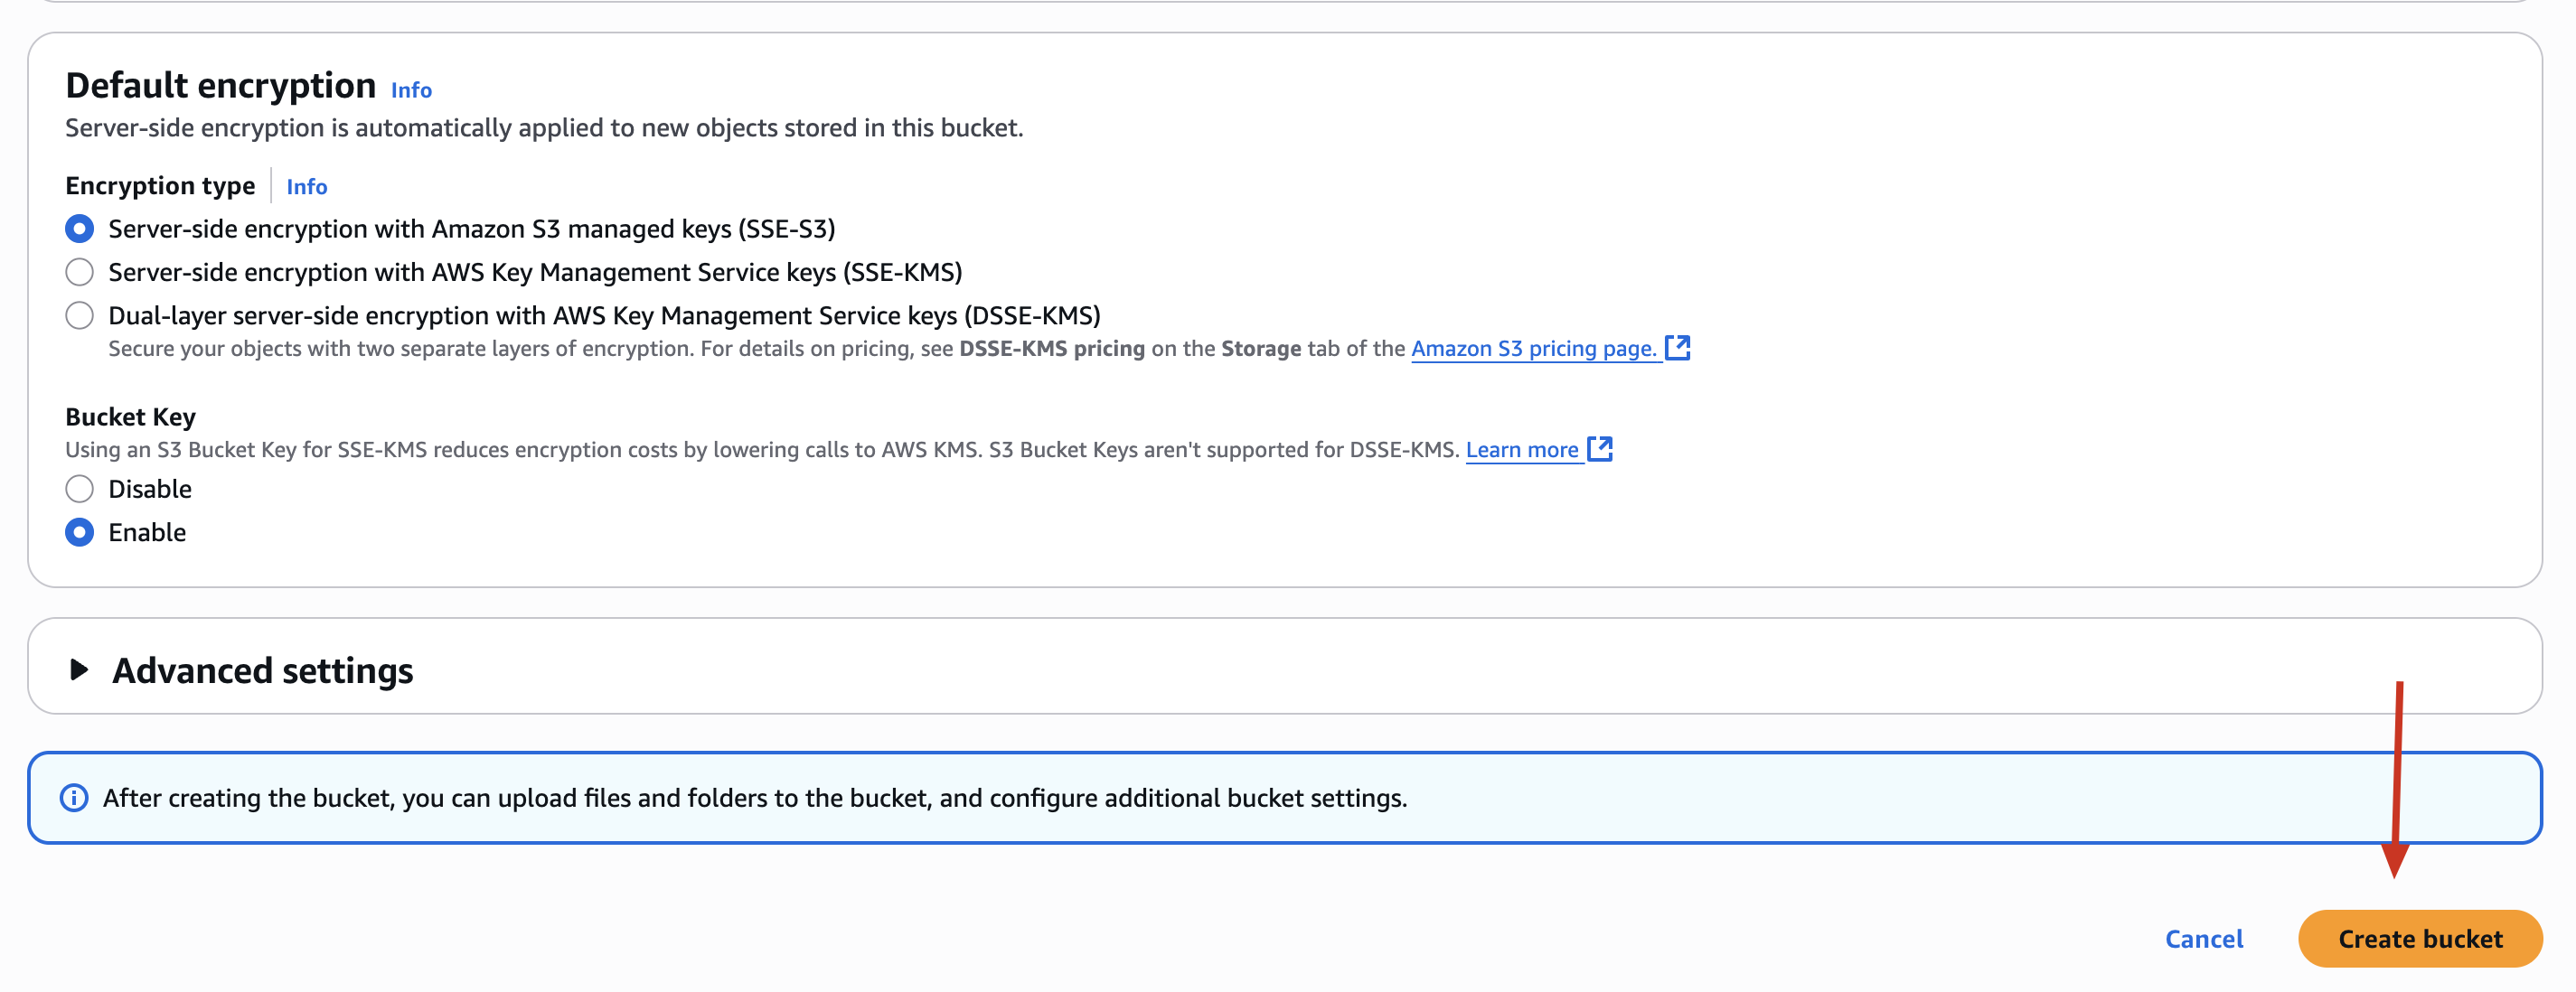 Default encryption Info
Server-side encryption is automatically applied to new objects stored in this bucket.
Encryption type Info
Server-side encryption with Amazon S3 managed keys (SSE-S3)
Server-side encryption with AWS Key Management Service keys (SSE-KMS)
Dual-layer server-side encryption with AWS Key Management Service keys (DSSE-KMS)
Secure your objects with two separate layers of encryption. For details on pricing, see DSSE-KMS pricing on the Storage tab of the Amazon S3 pricing page.
Bucket Key
Using an S3 Bucket Key for SSE-KMS reduces encryption costs by lowering calls to AWS KMS. S3 Bucket Keys aren't supported for DSSE-KMS. Learn more
Disable
Enable
Advanced settings
After creating the bucket, you can upload files and folders to the bucket, and configure additional bucket settings.
Cancel Create bucket